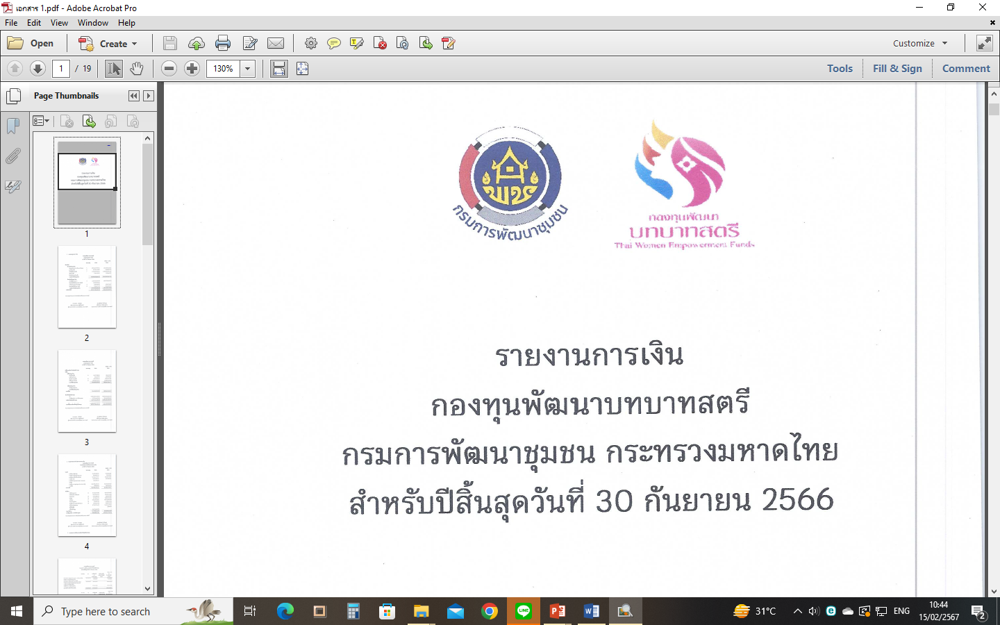 เอกสาร 1.pdf - Adobe Acrobat Pro
File Edit View Window Help
Open Create Customize
1 / 19 130% Tools Fill & Sign Comment
Page Thumbnails
1
2
3
4
พช
กรมการพัฒนาชุมชน
กองทุนพัฒนา
บทบาทสตรี
Thai Women Empowerment Funds
รายงานการเงิน
กองทุนพัฒนาบทบาทสตรี
กรมการพัฒนาชุมชน กระทรวงมหาดไทย
สำหรับปีสิ้นสุดวันที่ 30 กันยายน 2566
Type here to search
LINE
31°C
ENG
10:44
15/02/2567
2